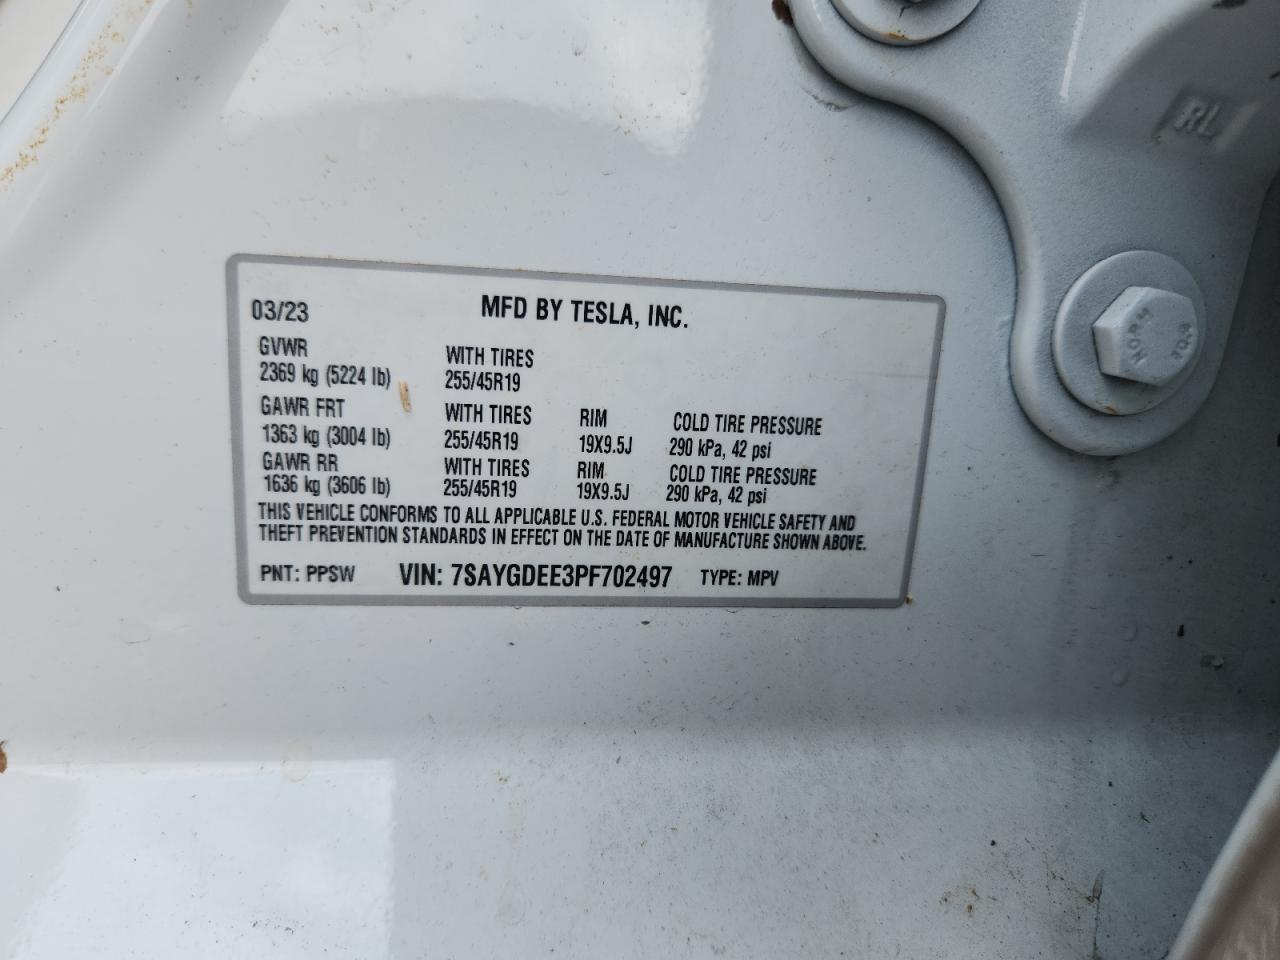 RL
03/23 MFD BY TESLA, INC.
GVWR WITH TIRES
2369 kg (5224 lb) 255/45R19
GAWR FRT WITH TIRES RIM COLD TIRE PRESSURE
1363 kg (3004 lb) 255/45R19 19X9.5J 290 kPa, 42 psi
GAWR RR WITH TIRES RIM COLD TIRE PRESSURE
1636 kg (3606 lb) 255/45R19 19X9.5J 290 kPa, 42 psi
THIS VEHICLE CONFORMS TO ALL APPLICABLE U.S. FEDERAL MOTOR VEHICLE SAFETY AND
THEFT PREVENTION STANDARDS IN EFFECT ON THE DATE OF MANUFACTURE SHOWN ABOVE.
PNT: PPSW VIN: 7SAYGDEE3PF702497 TYPE: MPV